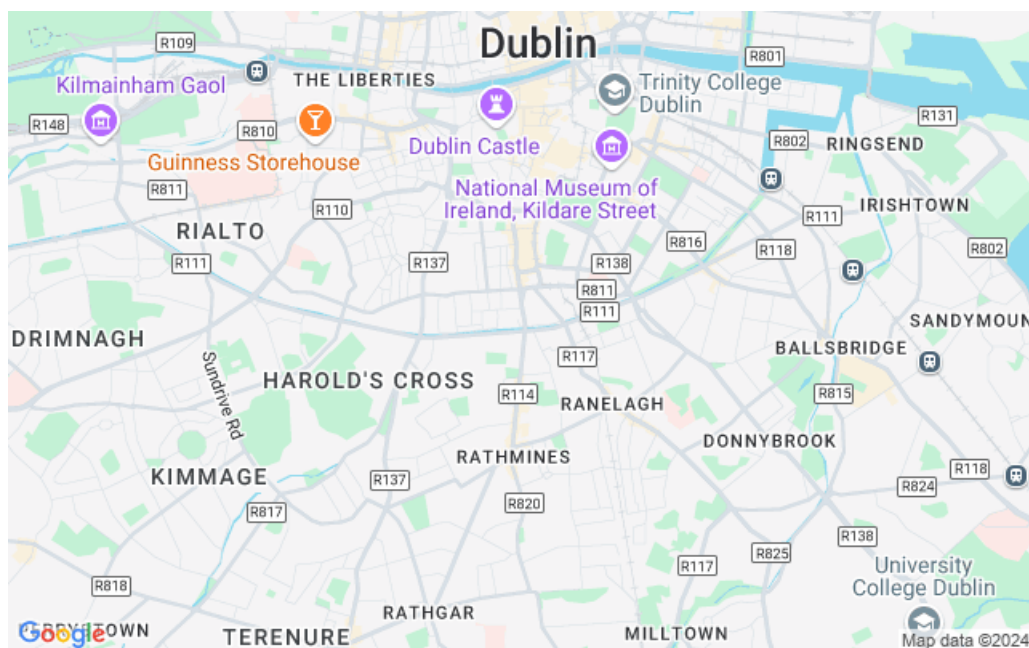 Dublin
R109
R801
THE LIBERTIES
Kilmainham Gaol
Trinity College
Dublin
R148
R810
R131
R802
RINGSEND
Dublin Castle
Guinness Storehouse
R811
National Museum of
Ireland, Kildare Street
IRISHTOWN
R110
R111
RIALTO
R816
R118
R802
R111
R137
R138
R811
R111
SANDYMOUN
DRIMNAGH
BALLSBRIDGE
R117
Sundrive Rd
HAROLD'S CROSS
R114
R815
RANELAGH
DONNYBROOK
RATHMINES
R118
KIMMAGE
R137
R824
R820
R817
R138
R825
R117
University
College Dublin
R818
RATHGAR
Google
TOWN
TERENURE
MILLTOWN
Map data ©2024